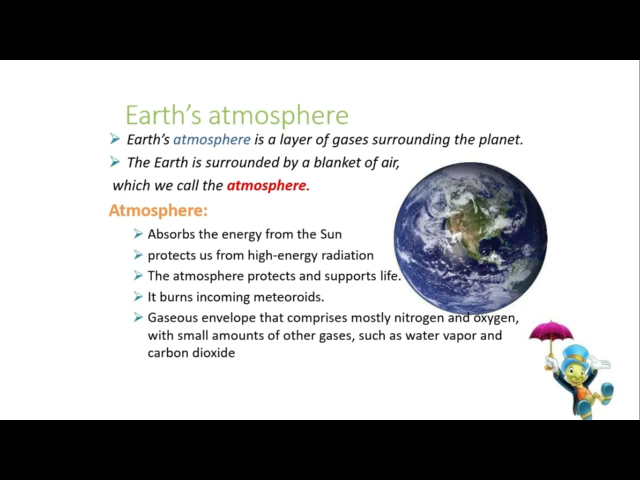 Earth's atmosphere
Earth's atmosphere is a layer of gases surrounding the planet.
The Earth is surrounded by a blanket of air,
which we call the atmosphere.
Atmosphere:
Absorbs the energy from the Sun
protects us from high-energy radiation
The atmosphere protects and supports life.
It burns incoming meteoroids.
Gaseous envelope that comprises mostly nitrogen and oxygen,
with small amounts of other gases, such as water vapor and
carbon dioxide